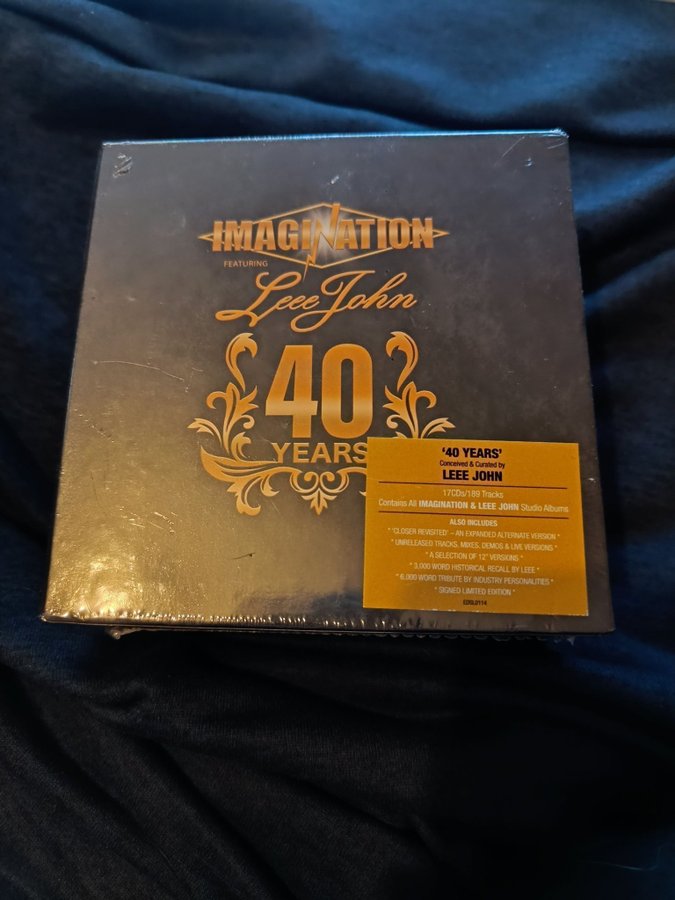 IMAGINATION
FEATURING
Leee John
40
YEARS
'40 YEARS'
Conceived & Curated by
LEEE JOHN
17CDs/189 Tracks
Contains All IMAGINATION & LEEE JOHN Studio Albums
ALSO INCLUDES
* 'CLOSER REVISITED' – AN EXPANDED ALTERNATE VERSION *
* UNRELEASED TRACKS, MIXES, DEMOS & LIVE VERSIONS *
* A SELECTION OF 12" VERSIONS *
* 3,000 WORD HISTORICAL RECALL BY LEEE *
* 6,000 WORD TRIBUTE BY INDUSTRY PERSONALITIES *
* SIGNED LIMITED EDITION *
EDSL0114